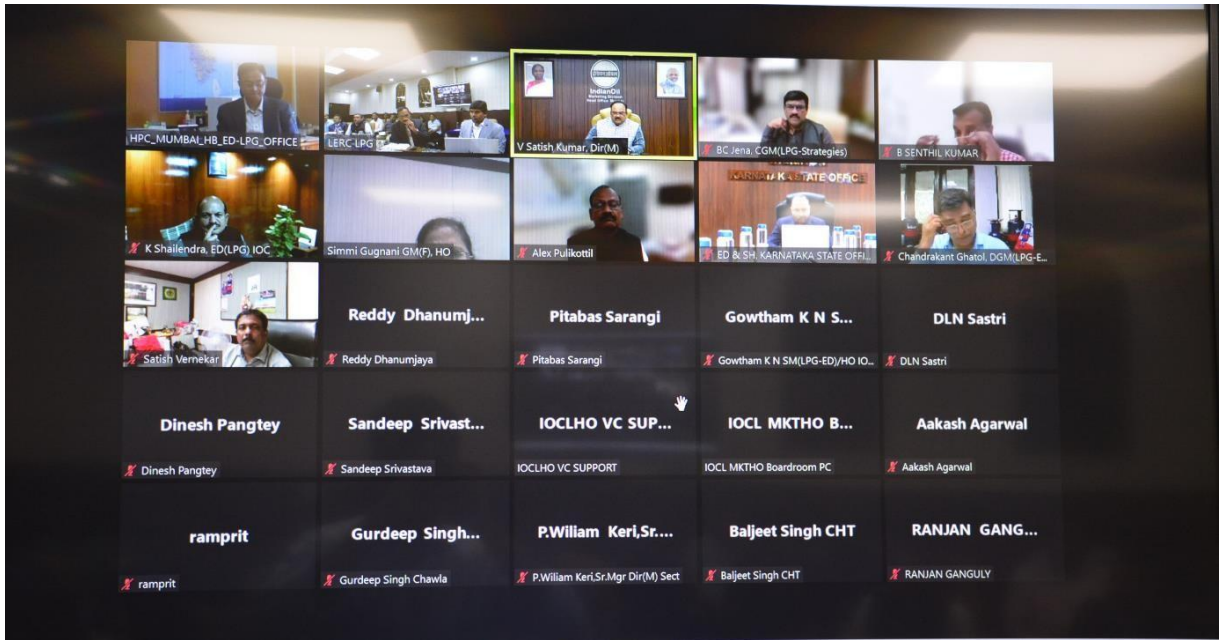 HPC_MUMBAI_HB_ED-LPG_OFFICE
LERC-LPG
IndianOil
V Satish Kumar, Dir(M)
BC Jena, CGM(LPG-Strategies)
B SENTHIL KUMAR
K Shailendra, ED(LPG) IOC
Simmi Gugnani GM(F), HO
Alex Pulikottil
KARNATAKA STATE OFFICE
ED & SH, KARNATAKA STATE OFFI...
Chandrakant Ghatol, DGM(LPG-E...
Satish Vernekar
Reddy Dhanumj...
Reddy Dhanumjaya
Pitabas Sarangi
Pitabas Sarangi
Gowtham K N S...
Gowtham K N SM(LPG-ED)/HO IO...
DLN Sastri
DLN Sastri
Dinesh Pangtey
Dinesh Pangtey
Sandeep Srivast...
Sandeep Srivastava
IOCLHO VC SUP...
IOCLHO VC SUPPORT
IOCL MKTHO B...
IOCL MKTHO Boardroom PC
Aakash Agarwal
Aakash Agarwal
ramprit
ramprit
Gurdeep Singh...
Gurdeep Singh Chawla
P.Wiliam Keri,Sr....
P.Wiliam Keri,Sr.Mgr Dir(M) Sect
Baljeet Singh CHT
Baljeet Singh CHT
RANJAN GANG...
RANJAN GANGULY